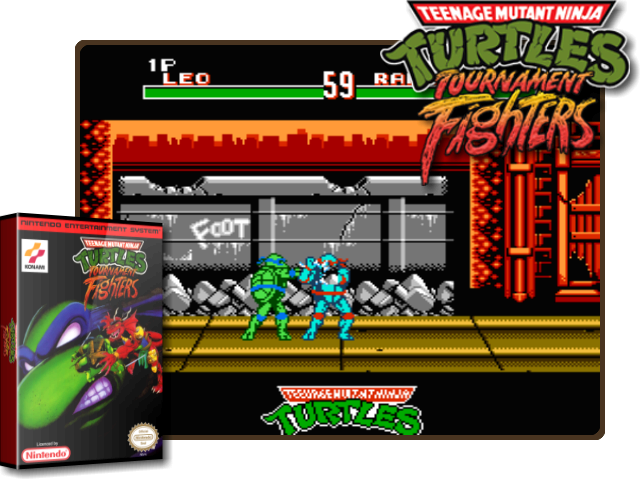 TEENAGE MUTANT NINJA
TURTLES
TOURNAMENT
FIGHTERS
1P
LEO 59 RA
FOOT
NINTENDO ENTERTAINMENT SYSTEM
KONAMI
TEENAGE MUTANT NINJA
TURTLES
TOURNAMENT
FIGHTERS
Licensed by
Nintendo
TEENAGE MUTANT NINJA
TURTLES